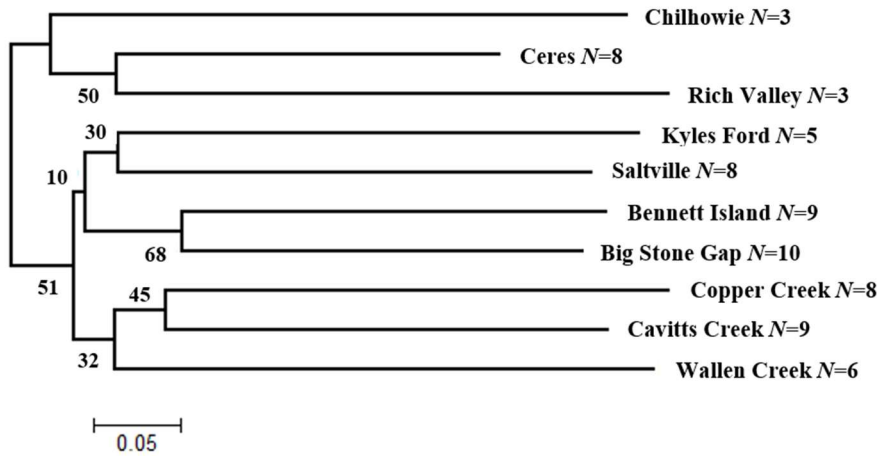 Chilhowie N=3
Ceres N=8
50
Rich Valley N=3
30
Kyles Ford N=5
10
Saltville N=8
Bennett Island N=9
68
Big Stone Gap N=10
51
45
Copper Creek N=8
Cavitts Creek N=9
32
Wallen Creek N=6
0.05